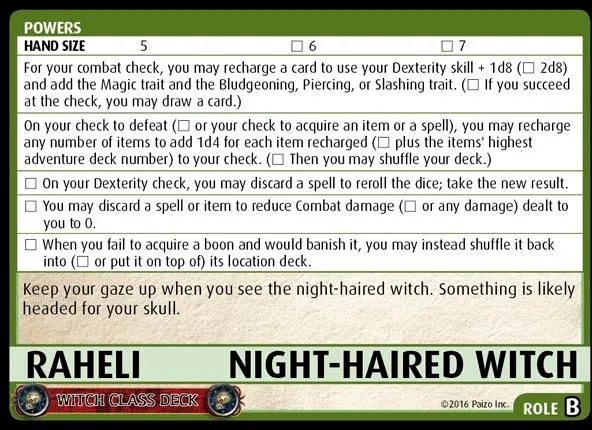 POWERS
HAND SIZE 5 □ 6 □ 7
For your combat check, you may recharge a card to use your Dexterity skill + 1d8 (□ 2d8)
and add the Magic trait and the Bludgeoning, Piercing, or Slashing trait. (□ If you succeed
at the check, you may draw a card.)
On your check to defeat (□ or your check to acquire an item or a spell), you may recharge
any number of items to add 1d4 for each item recharged (□ plus the items' highest
adventure deck number) to your check. (□ Then you may shuffle your deck.)
□ On your Dexterity check, you may discard a spell to reroll the dice; take the new result.
□ You may discard a spell or item to reduce Combat damage (□ or any damage) dealt to
you to 0.
□ When you fail to acquire a boon and would banish it, you may instead shuffle it back
into (□ or put it on top of) its location deck.
Keep your gaze up when you see the night-haired witch. Something is likely
headed for your skull.
RAHELI NIGHT-HAIRED WITCH
WITCH CLASS DECK
©2016 Paizo Inc.
ROLE B